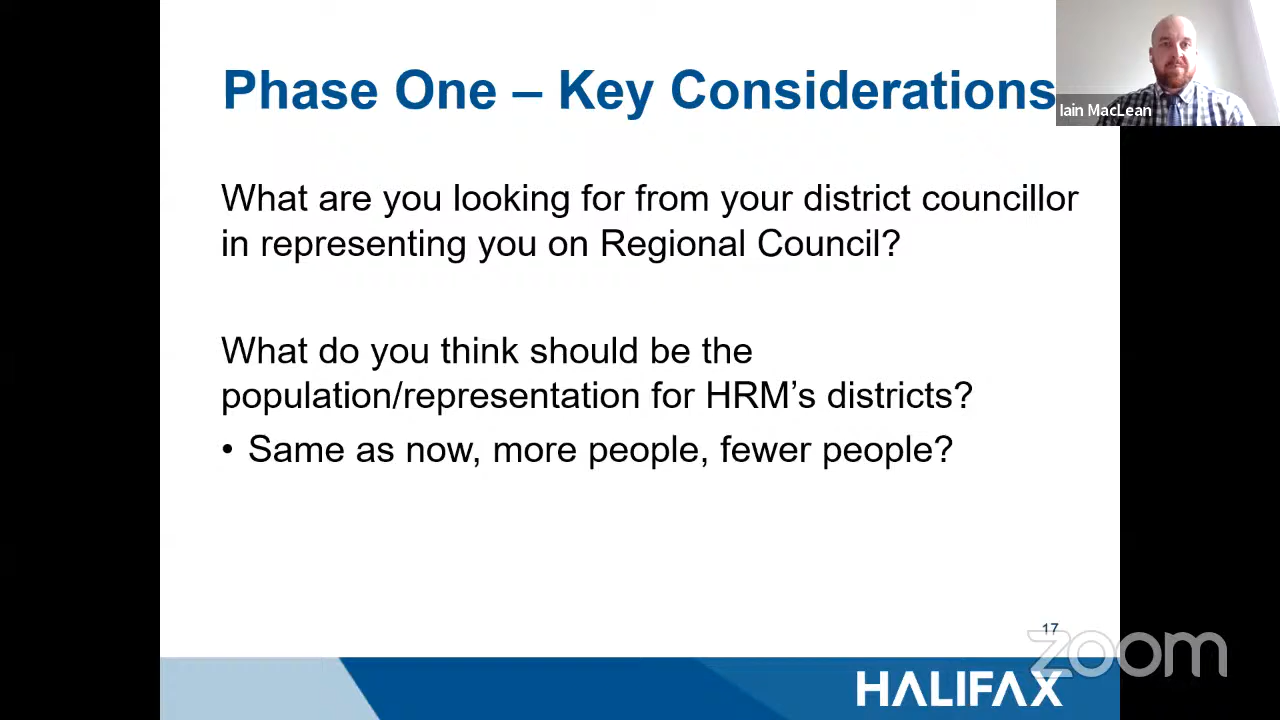 Phase One – Key Considerations
Iain MacLean
What are you looking for from your district councillor
in representing you on Regional Council?
What do you think should be the
population/representation for HRM’s districts?
• Same as now, more people, fewer people?
17
zoom
HALIFAX